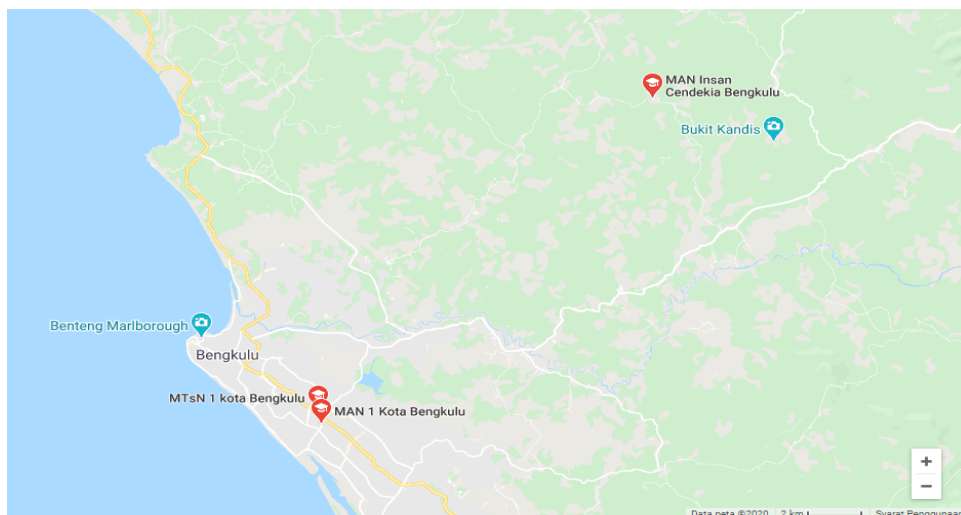 MAN Insan
Cendekia Bengkulu
Bukit Kandis
Benteng Marlborough
Bengkulu
MTsN 1 kota Bengkulu
MAN 1 Kota Bengkulu
+
−
Data peta ©2020
2 km
Syarat Penggunaan